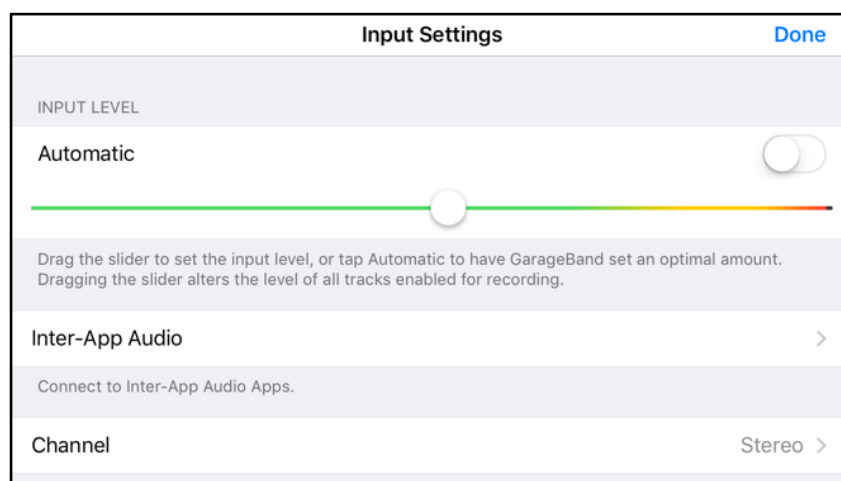 Input Settings
Done
INPUT LEVEL
Automatic
Drag the slider to set the input level, or tap Automatic to have GarageBand set an optimal amount.
Dragging the slider alters the level of all tracks enabled for recording.
Inter-App Audio
Connect to Inter-App Audio Apps.
Channel
Stereo